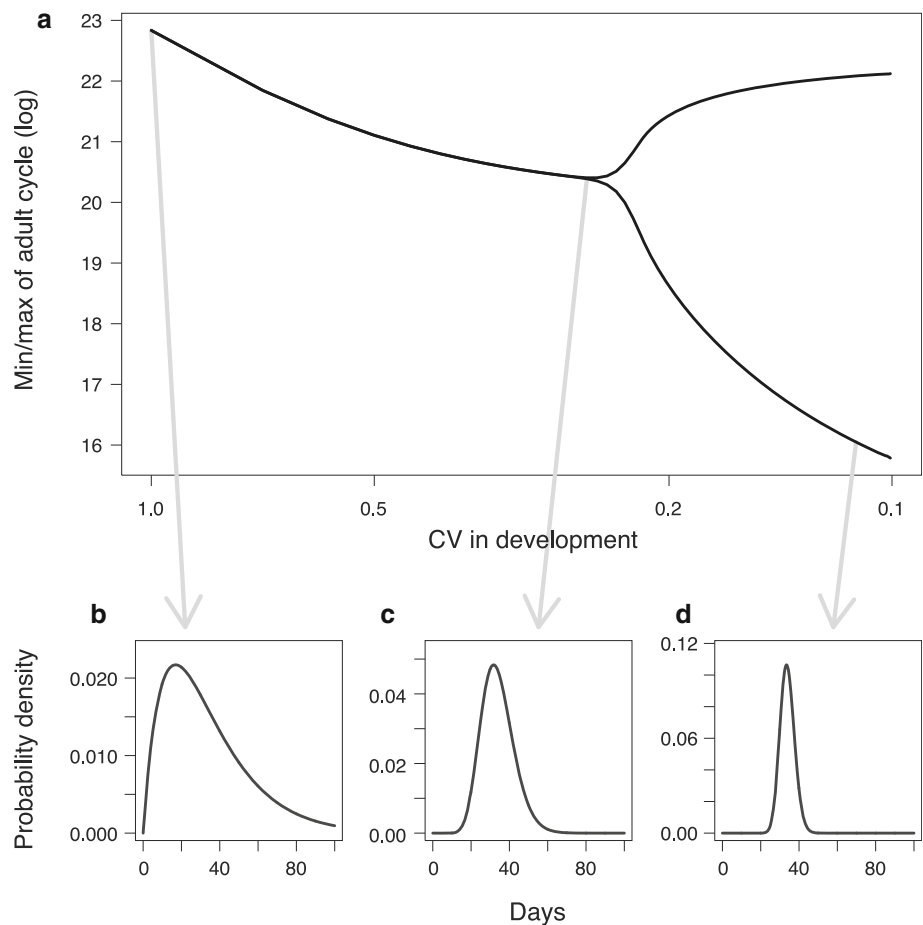 a
Min/max of adult cycle (log)
23
22
21
20
19
18
17
16
1.0 0.5 0.2 0.1
CV in development
b c d
Probability density
0.020
0.010
0.000
0 40 80
0.04
0.02
0.00
0 40 80
0.12
0.06
0.00
0 40 80
Days